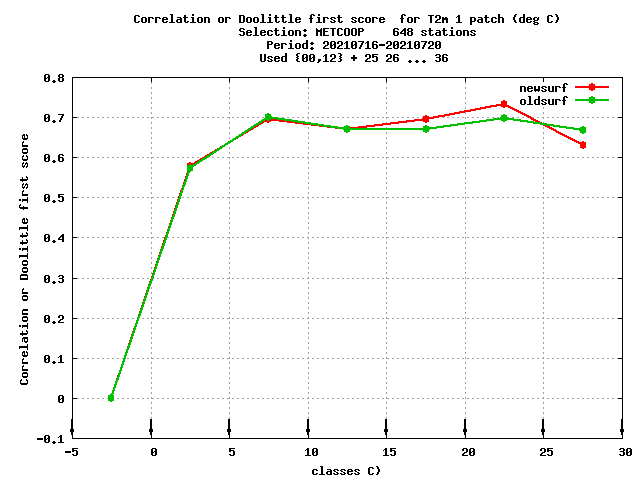 Correlation or Doolittle first score  for T2m 1 patch (deg C)
Selection: METCOOP    648 stations
Period: 20210716-20210720
Used {00,12} + 25 26 ... 36
newsurf
oldsurf
Correlation or Doolittle first score
0.8
0.7
0.6
0.5
0.4
0.3
0.2
0.1
0
-0.1
-5 0 5 10 15 20 25 30
classes C)